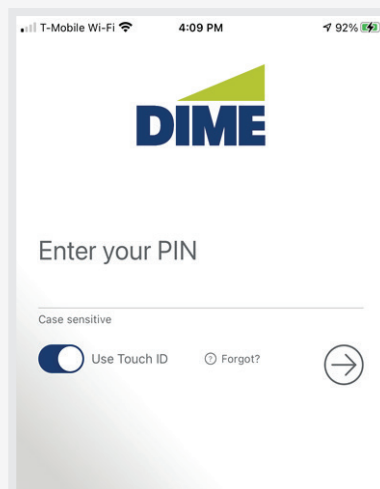 T-Mobile Wi-Fi 4:09 PM 92%
DIME
Enter your PIN
Case sensitive
Use Touch ID Forgot?